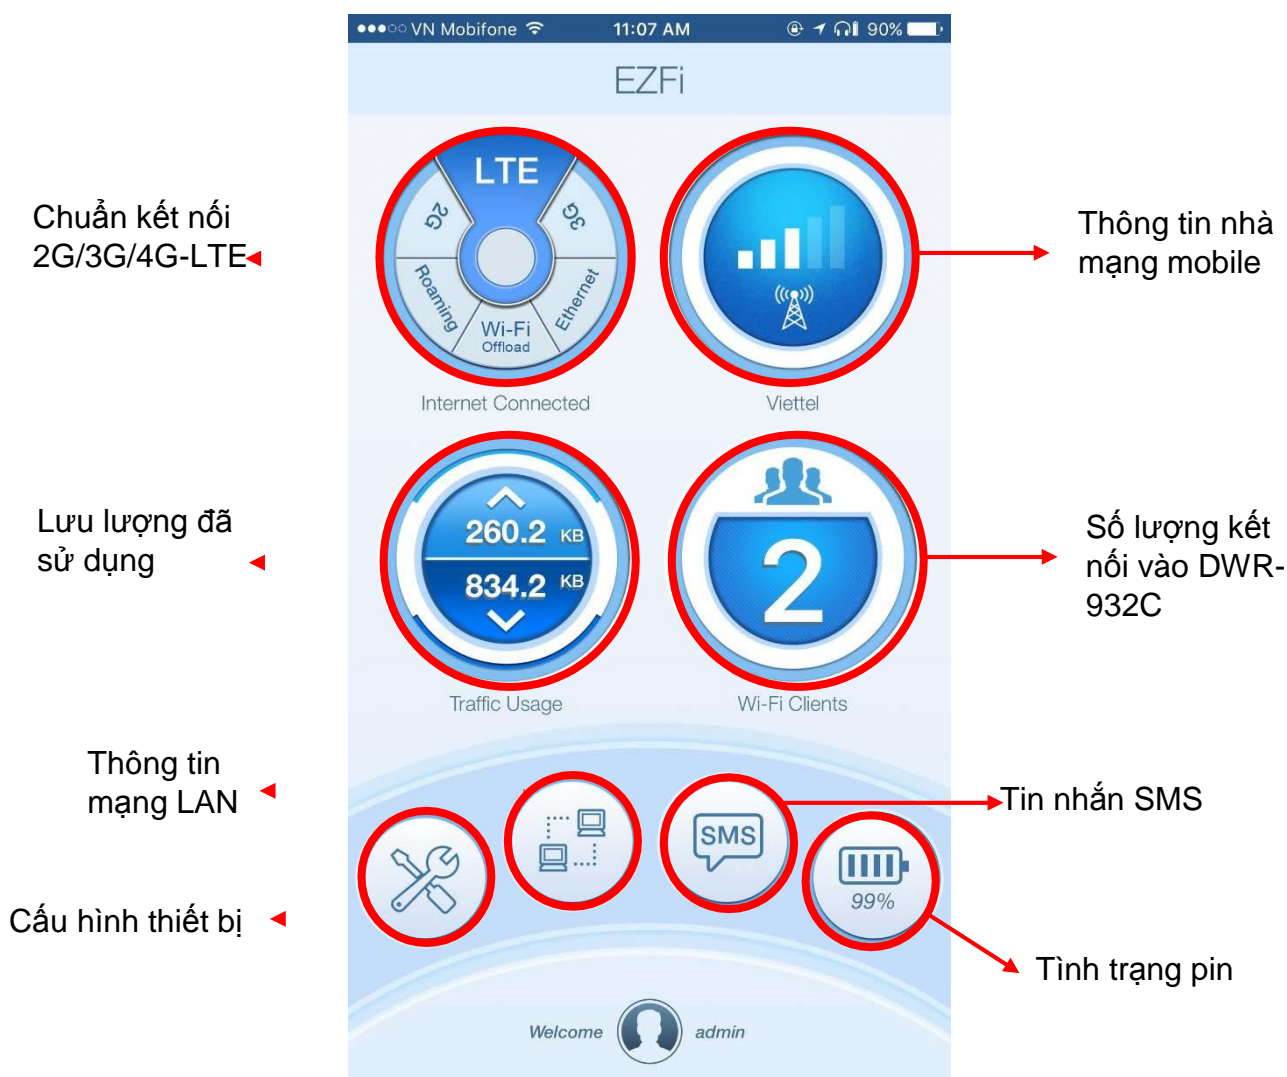 VN Mobifone 11:07 AM 90%
EZFi
LTE
2G
3G
Roaming
Wi-Fi
Offload
Ethernet
Internet Connected
Viettel
Chuẩn kết nối
2G/3G/4G-LTE
Thông tin nhà
mạng mobile
260.2 KB
834.2 KB
2
Traffic Usage
Wi-Fi Clients
Lưu lượng đã
sử dụng
Số lượng kết
nối vào DWR-
932C
Thông tin
mạng LAN
SMS
Tin nhắn SMS
99%
Cấu hình thiết bị
Tình trạng pin
Welcome admin